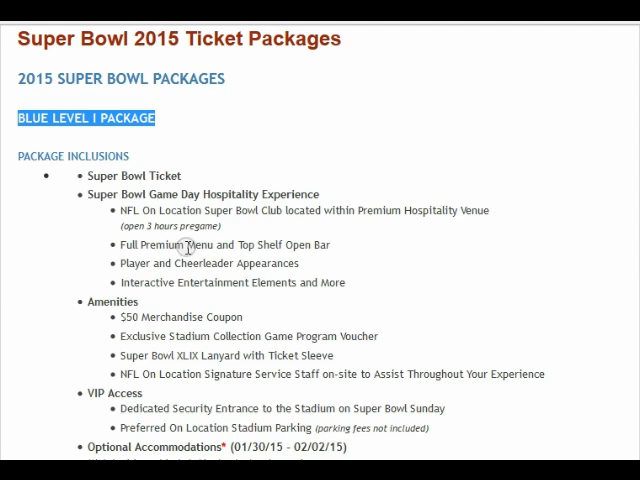 Super Bowl 2015 Ticket Packages
2015 SUPER BOWL PACKAGES
BLUE LEVEL I PACKAGE
PACKAGE INCLUSIONS
Super Bowl Ticket
Super Bowl Game Day Hospitality Experience
NFL On Location Super Bowl Club located within Premium Hospitality Venue
(open 3 hours pregame)
Full Premium Menu and Top Shelf Open Bar
Player and Cheerleader Appearances
Interactive Entertainment Elements and More
Amenities
$50 Merchandise Coupon
Exclusive Stadium Collection Game Program Voucher
Super Bowl XLIX Lanyard with Ticket Sleeve
NFL On Location Signature Service Staff on-site to Assist Throughout Your Experience
VIP Access
Dedicated Security Entrance to the Stadium on Super Bowl Sunday
Preferred On Location Stadium Parking (parking fees not included)
Optional Accommodations* (01/30/15 - 02/02/15)